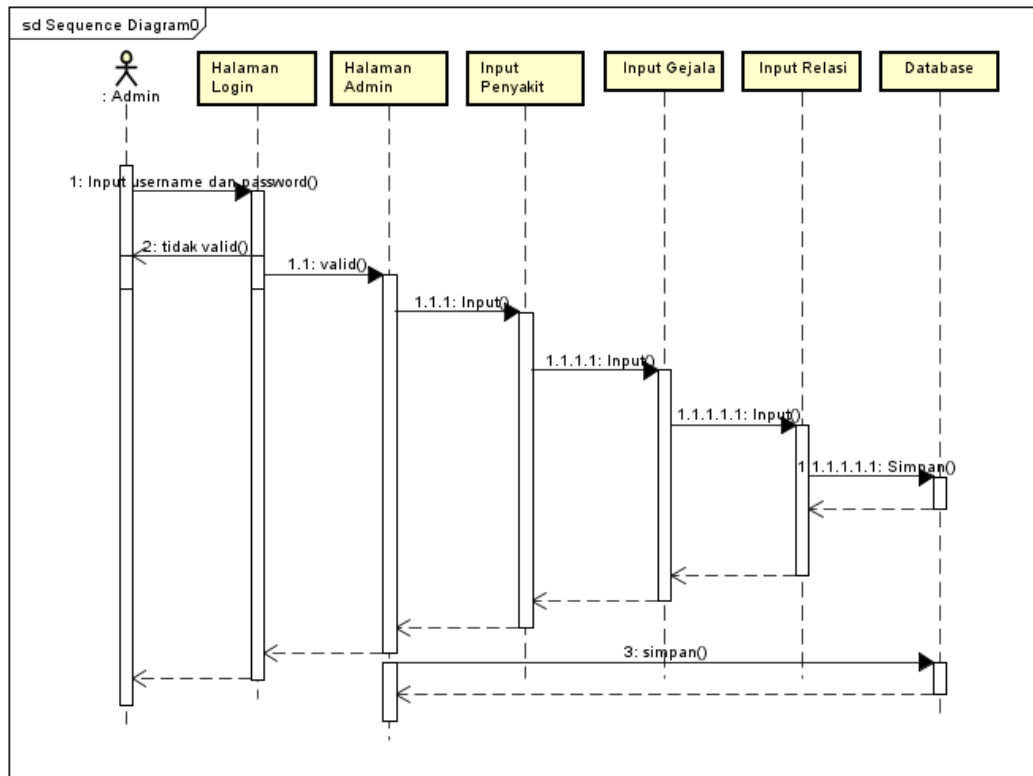 sd Sequence Diagram0
: Admin
Halaman
Login
Halaman
Admin
Input
Penyakit
Input Gejala
Input Relasi
Database
1: Input username dan password()
2: tidak valid()
1.1: valid()
1.1.1: Input()
1.1.1.1: Input()
1.1.1.1.1: Input()
1.1.1.1.1.1: Simpan()
3: simpan()